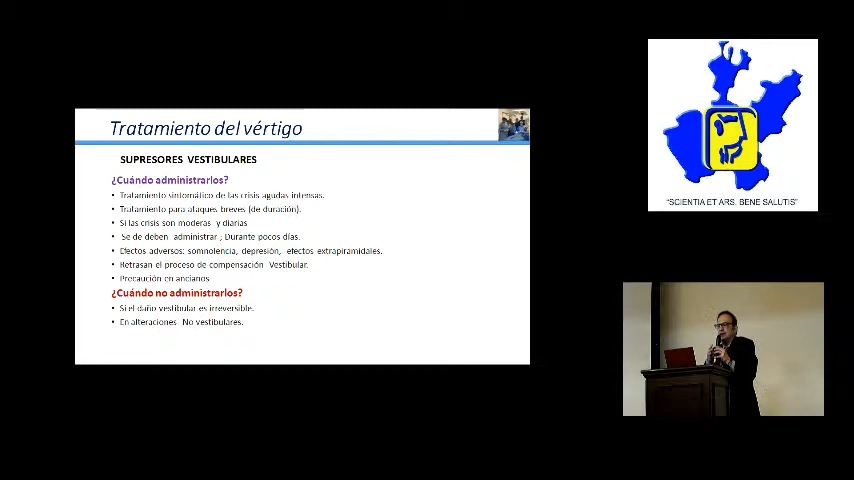 Tratamiento del vértigo
SUPRESORES VESTIBULARES
¿Cuándo administrarlos?
• Tratamiento sintomático de las crisis agudas intensas.
• Tratamiento para ataques breves (de duración).
• Si las crisis son moderas y diarias
• Se de deben administrar ; Durante pocos días.
• Efectos adversos: somnolencia, depresión, efectos extrapiramidales.
• Retrasan el proceso de compensación Vestibular.
• Precaución en ancianos
¿Cuándo no administrarlos?
• Si el daño vestibular es irreversible.
• En alteraciones No vestibulares.
"SCIENTIA ET ARS, BENE SALUTIS"